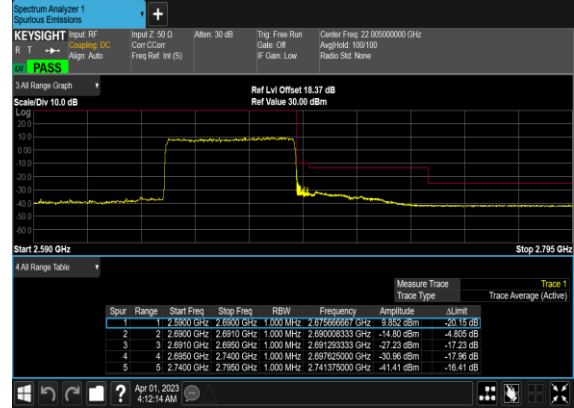 Spectrum Analyzer 1
Spurious Emissions
+
KEYSIGHT Input: RF Input Z: 50 Ω Atten: 30 dB Trig: Free Run Center Freq: 22.005000000 GHz
R T Coupling: DC Corr CCorr Gate: Off Avg|Hold: 100/100
Align: Auto Freq Ref: Int (S) IF Gain: Low Radio Std: None
LXI PASS
3 All Range Graph Ref Lvl Offset 18.37 dB
Scale/Div 10.0 dB Ref Value 30.00 dBm
Log
20.0
10.0
0.00
-10.0
-20.0
-30.0
-40.0
-50.0
-60.0
Start 2.590 GHz Stop 2.795 GHz
4 All Range Table
Measure Trace Trace 1
Trace Type Trace Average (Active)
Spur Range Start Freq Stop Freq RBW Frequency Amplitude ΔLimit
1 1 2.5900 GHz 2.6900 GHz 1.000 MHz 2.675666667 GHz 9.852 dBm -20.15 dB
2 2 2.6900 GHz 2.6910 GHz 1.000 MHz 2.690008333 GHz -14.80 dBm -4.805 dB
3 3 2.6910 GHz 2.6950 GHz 1.000 MHz 2.691293333 GHz -27.23 dBm -17.23 dB
4 4 2.6950 GHz 2.7400 GHz 1.000 MHz 2.697625000 GHz -30.96 dBm -17.96 dB
5 5 2.7400 GHz 2.7950 GHz 1.000 MHz 2.741375000 GHz -41.41 dBm -16.41 dB
?
Apr 01, 2023
4:12:14 AM